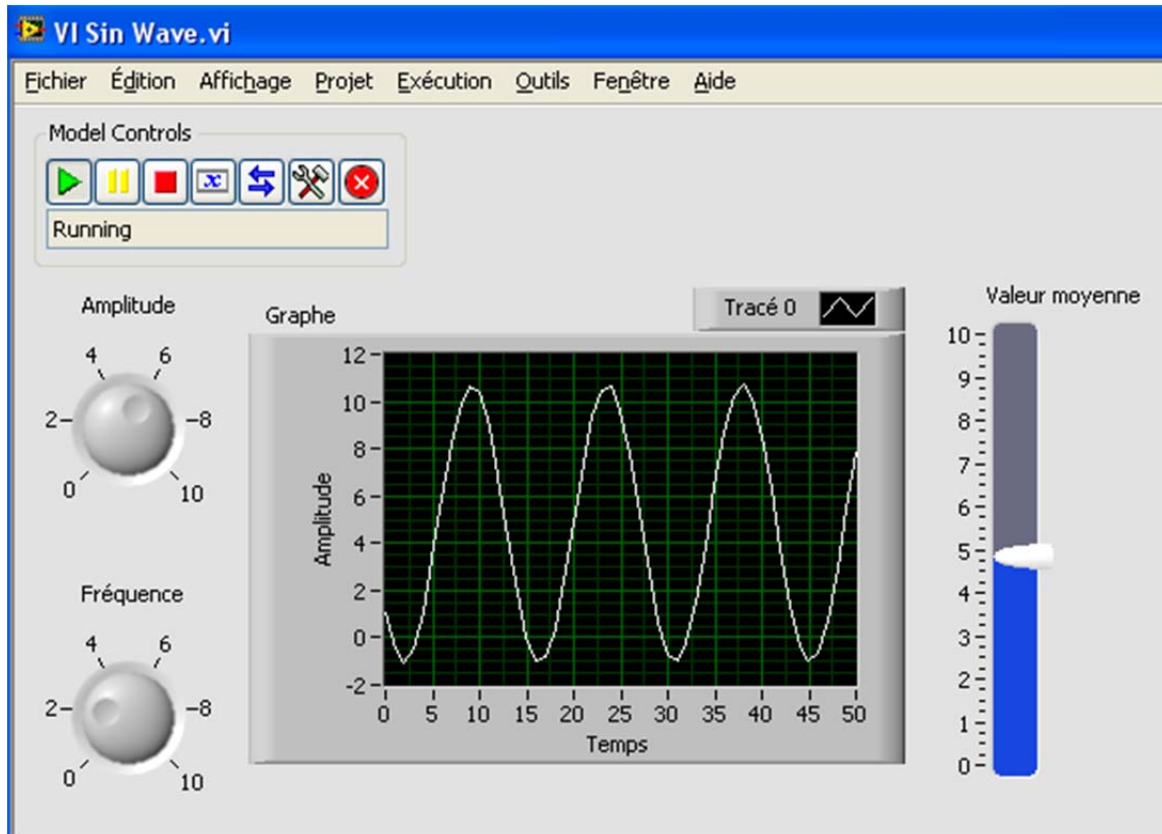 VI Sin Wave.vi
Fichier Édition Affichage Projet Exécution Outils Fenêtre Aide
Model Controls
x
Running
Amplitude
4 6
2 8
0 10
Fréquence
4 6
2 8
0 10
Graphe
Tracé 0
Amplitude
12
10
8
6
4
2
0
-2
0 5 10 15 20 25 30 35 40 45 50
Temps
Valeur moyenne
10
9
8
7
6
5
4
3
2
1
0